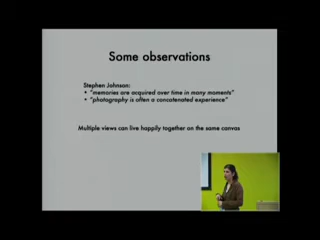 Some observations
Stephen Johnson:
• "memories are acquired over time in many moments"
• "photography is often a concatenated experience"
Multiple views can live happily together on the same canvas